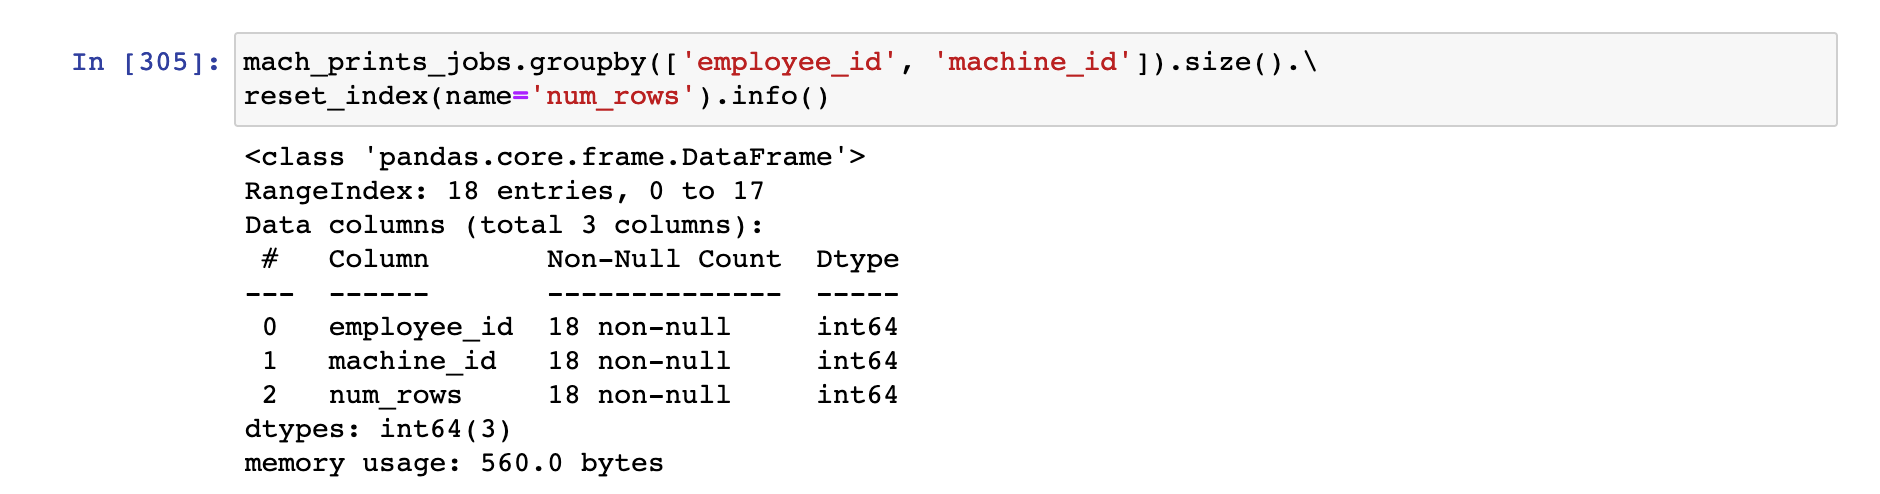 In [305]: mach_prints_jobs.groupby(['employee_id', 'machine_id']).size().\
reset_index(name='num_rows').info()
<class 'pandas.core.frame.DataFrame'>
RangeIndex: 18 entries, 0 to 17
Data columns (total 3 columns):
 #   Column       Non-Null Count  Dtype
---  ------       --------------  -----
 0   employee_id  18 non-null     int64
 1   machine_id   18 non-null     int64
 2   num_rows     18 non-null     int64
dtypes: int64(3)
memory usage: 560.0 bytes